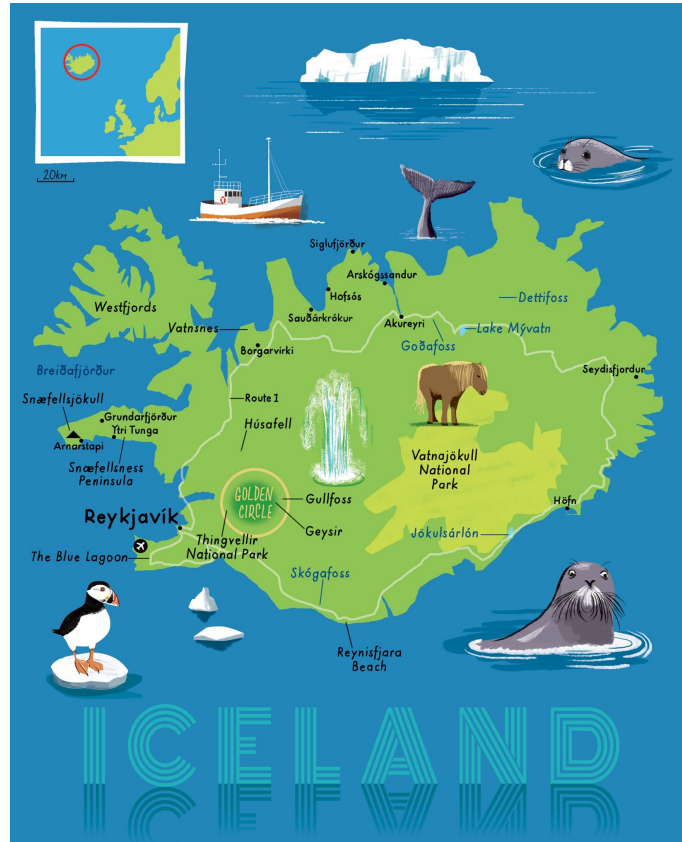 20km
Siglufjörður
Arskógssandur
Hofsós
Dettifoss
Westfjords
Sauðárkrókur
Vatnsnes
Akureyri
Lake Mývatn
Goðafoss
Borgarvirki
Breiðafjörður
Seydisfjordur
Snæfellsjökull
Route 1
Grundarfjörður
Húsafell
Ytri Tunga
Arnarstapi
Vatnajökull
National
Park
Snæfellsness
Peninsula
GOLDEN
CIRCLE
Gullfoss
Höfn
Reykjavík
Geysir
Jökulsárlón
Thingvellir
National Park
The Blue Lagoon
Skógafoss
Reynisfjara
Beach
ICELAND